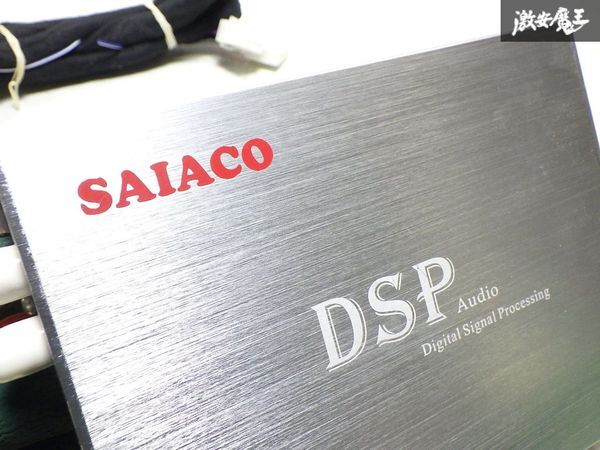 激安魔王
SAIACO
DSP Audio
Digital Signal Processing